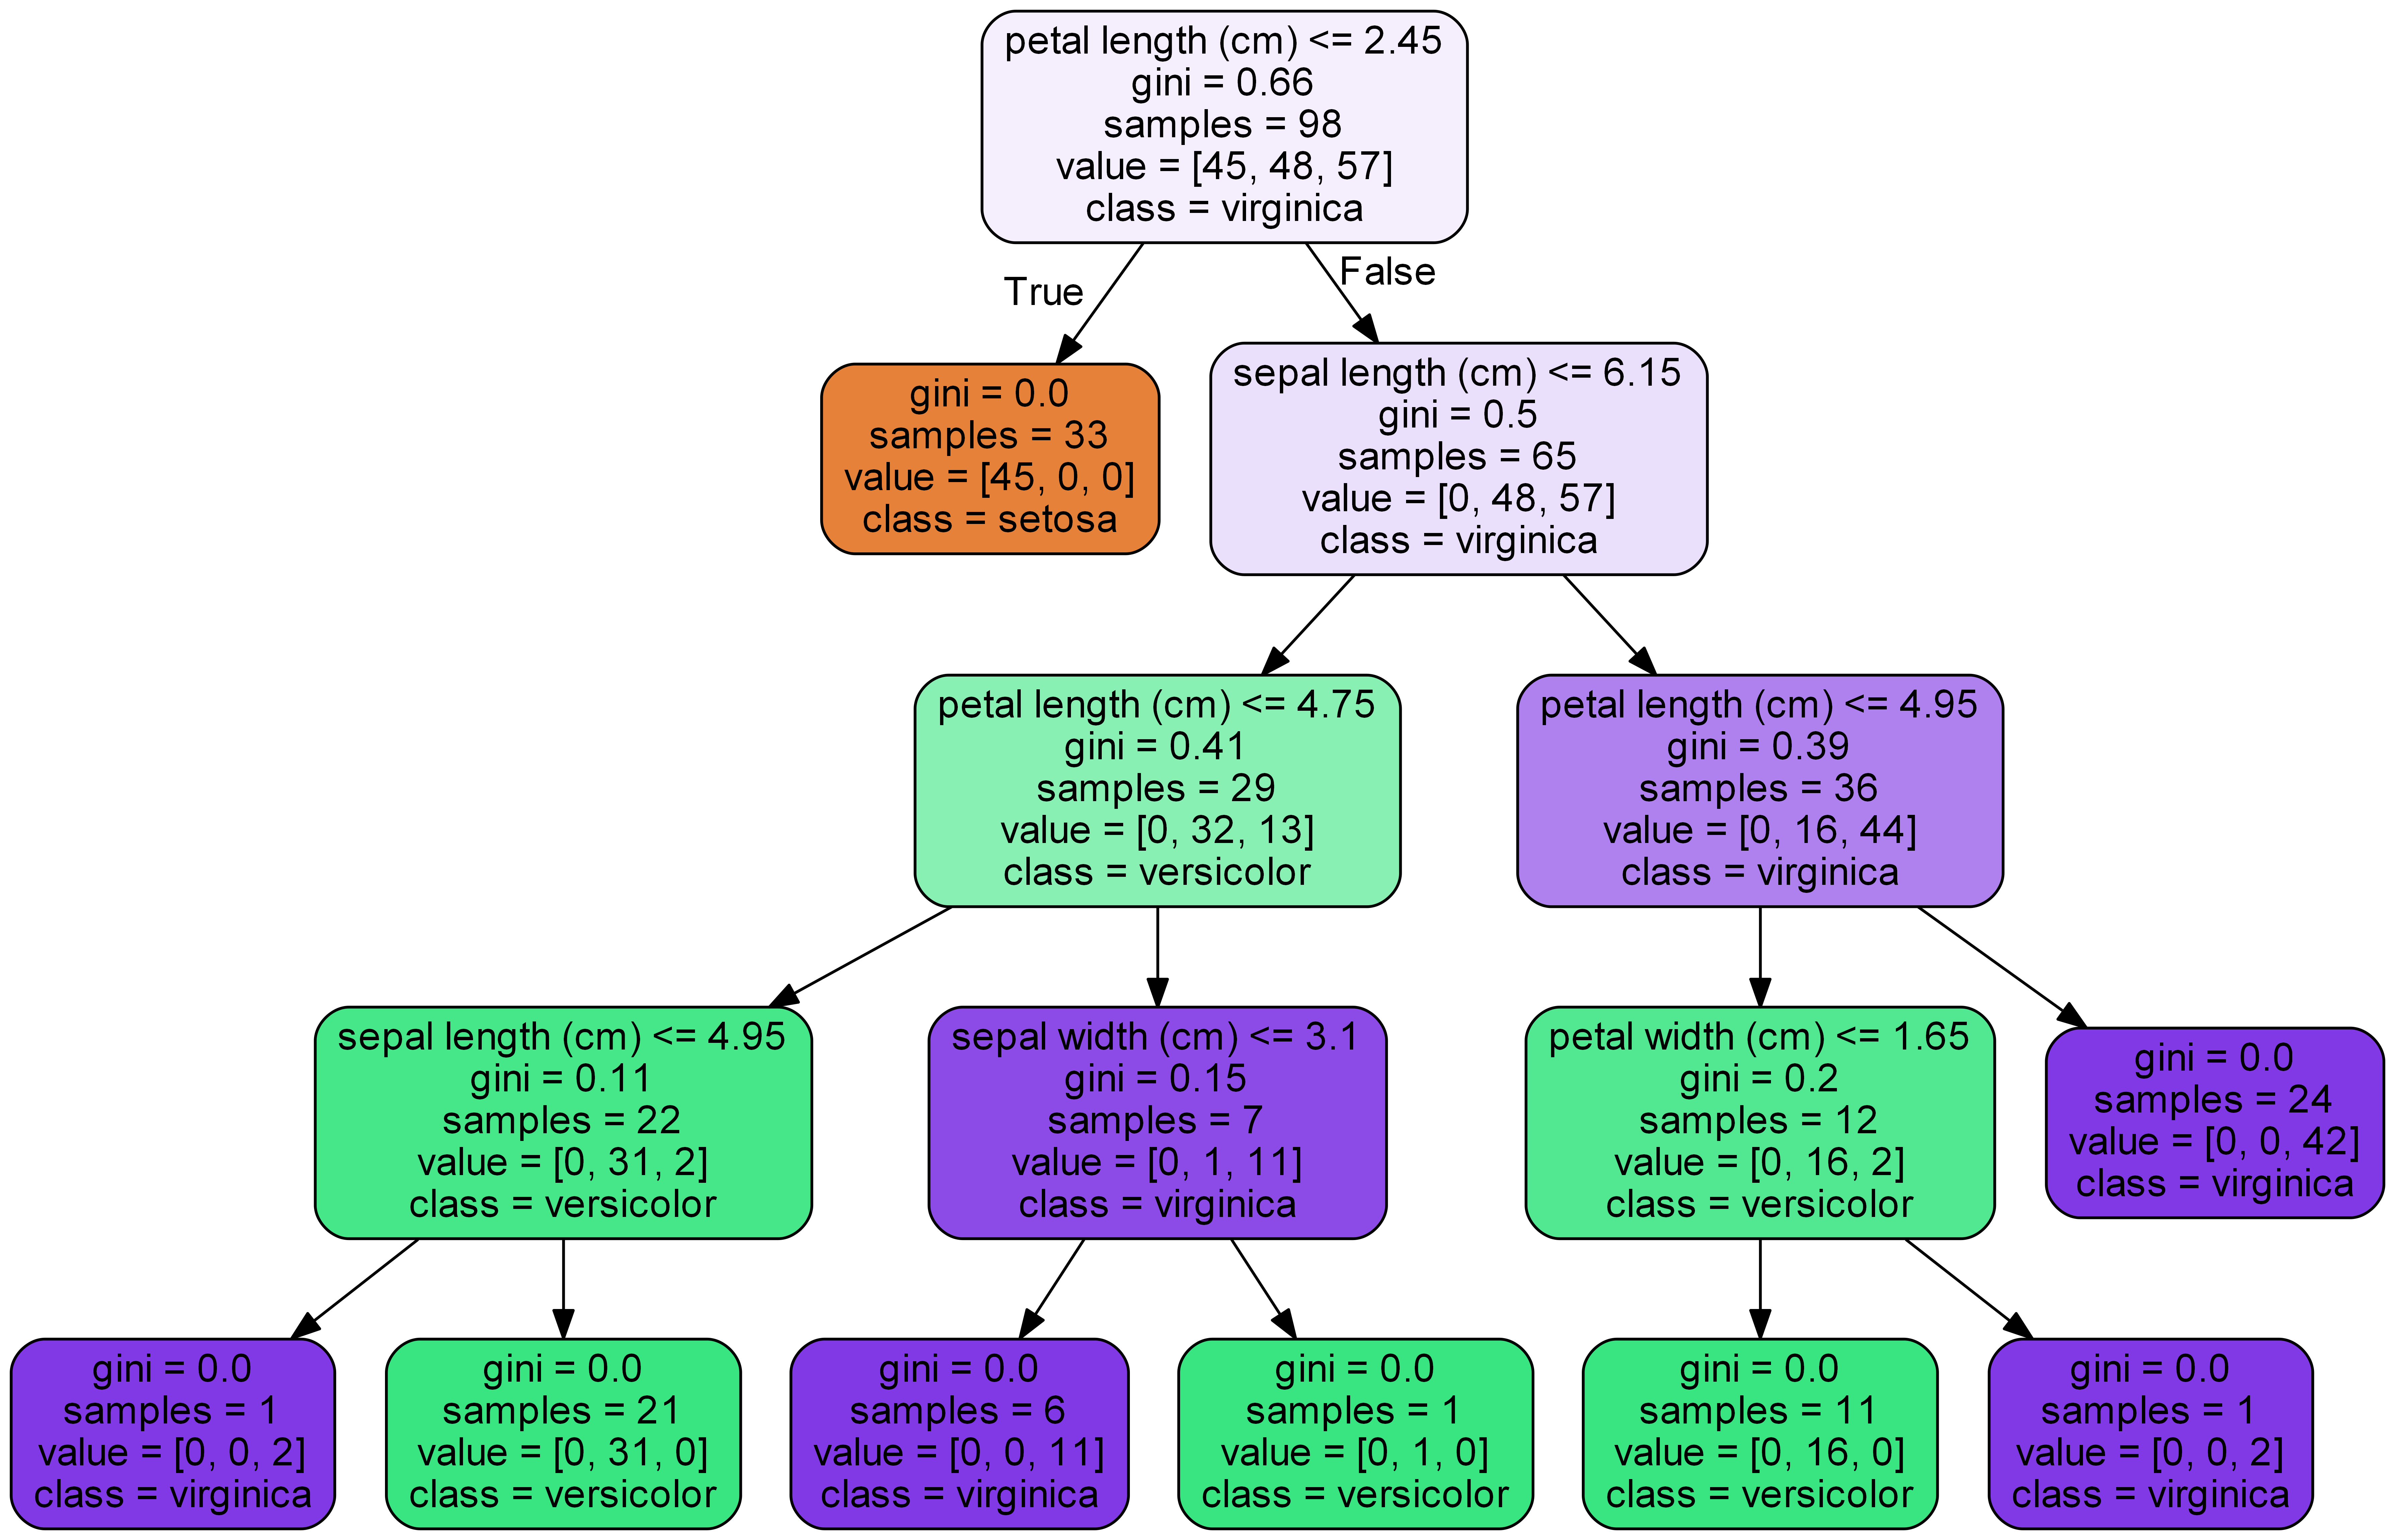 petal length (cm) <= 2.45
gini = 0.66
samples = 98
value = [45, 48, 57]
class = virginica
True
False
gini = 0.0
samples = 33
value = [45, 0, 0]
class = setosa
sepal length (cm) <= 6.15
gini = 0.5
samples = 65
value = [0, 48, 57]
class = virginica
petal length (cm) <= 4.75
gini = 0.41
samples = 29
value = [0, 32, 13]
class = versicolor
petal length (cm) <= 4.95
gini = 0.39
samples = 36
value = [0, 16, 44]
class = virginica
sepal length (cm) <= 4.95
gini = 0.11
samples = 22
value = [0, 31, 2]
class = versicolor
sepal width (cm) <= 3.1
gini = 0.15
samples = 7
value = [0, 1, 11]
class = virginica
petal width (cm) <= 1.65
gini = 0.2
samples = 12
value = [0, 16, 2]
class = versicolor
gini = 0.0
samples = 24
value = [0, 0, 42]
class = virginica
gini = 0.0
samples = 1
value = [0, 0, 2]
class = virginica
gini = 0.0
samples = 21
value = [0, 31, 0]
class = versicolor
gini = 0.0
samples = 6
value = [0, 0, 11]
class = virginica
gini = 0.0
samples = 1
value = [0, 1, 0]
class = versicolor
gini = 0.0
samples = 11
value = [0, 16, 0]
class = versicolor
gini = 0.0
samples = 1
value = [0, 0, 2]
class = virginica